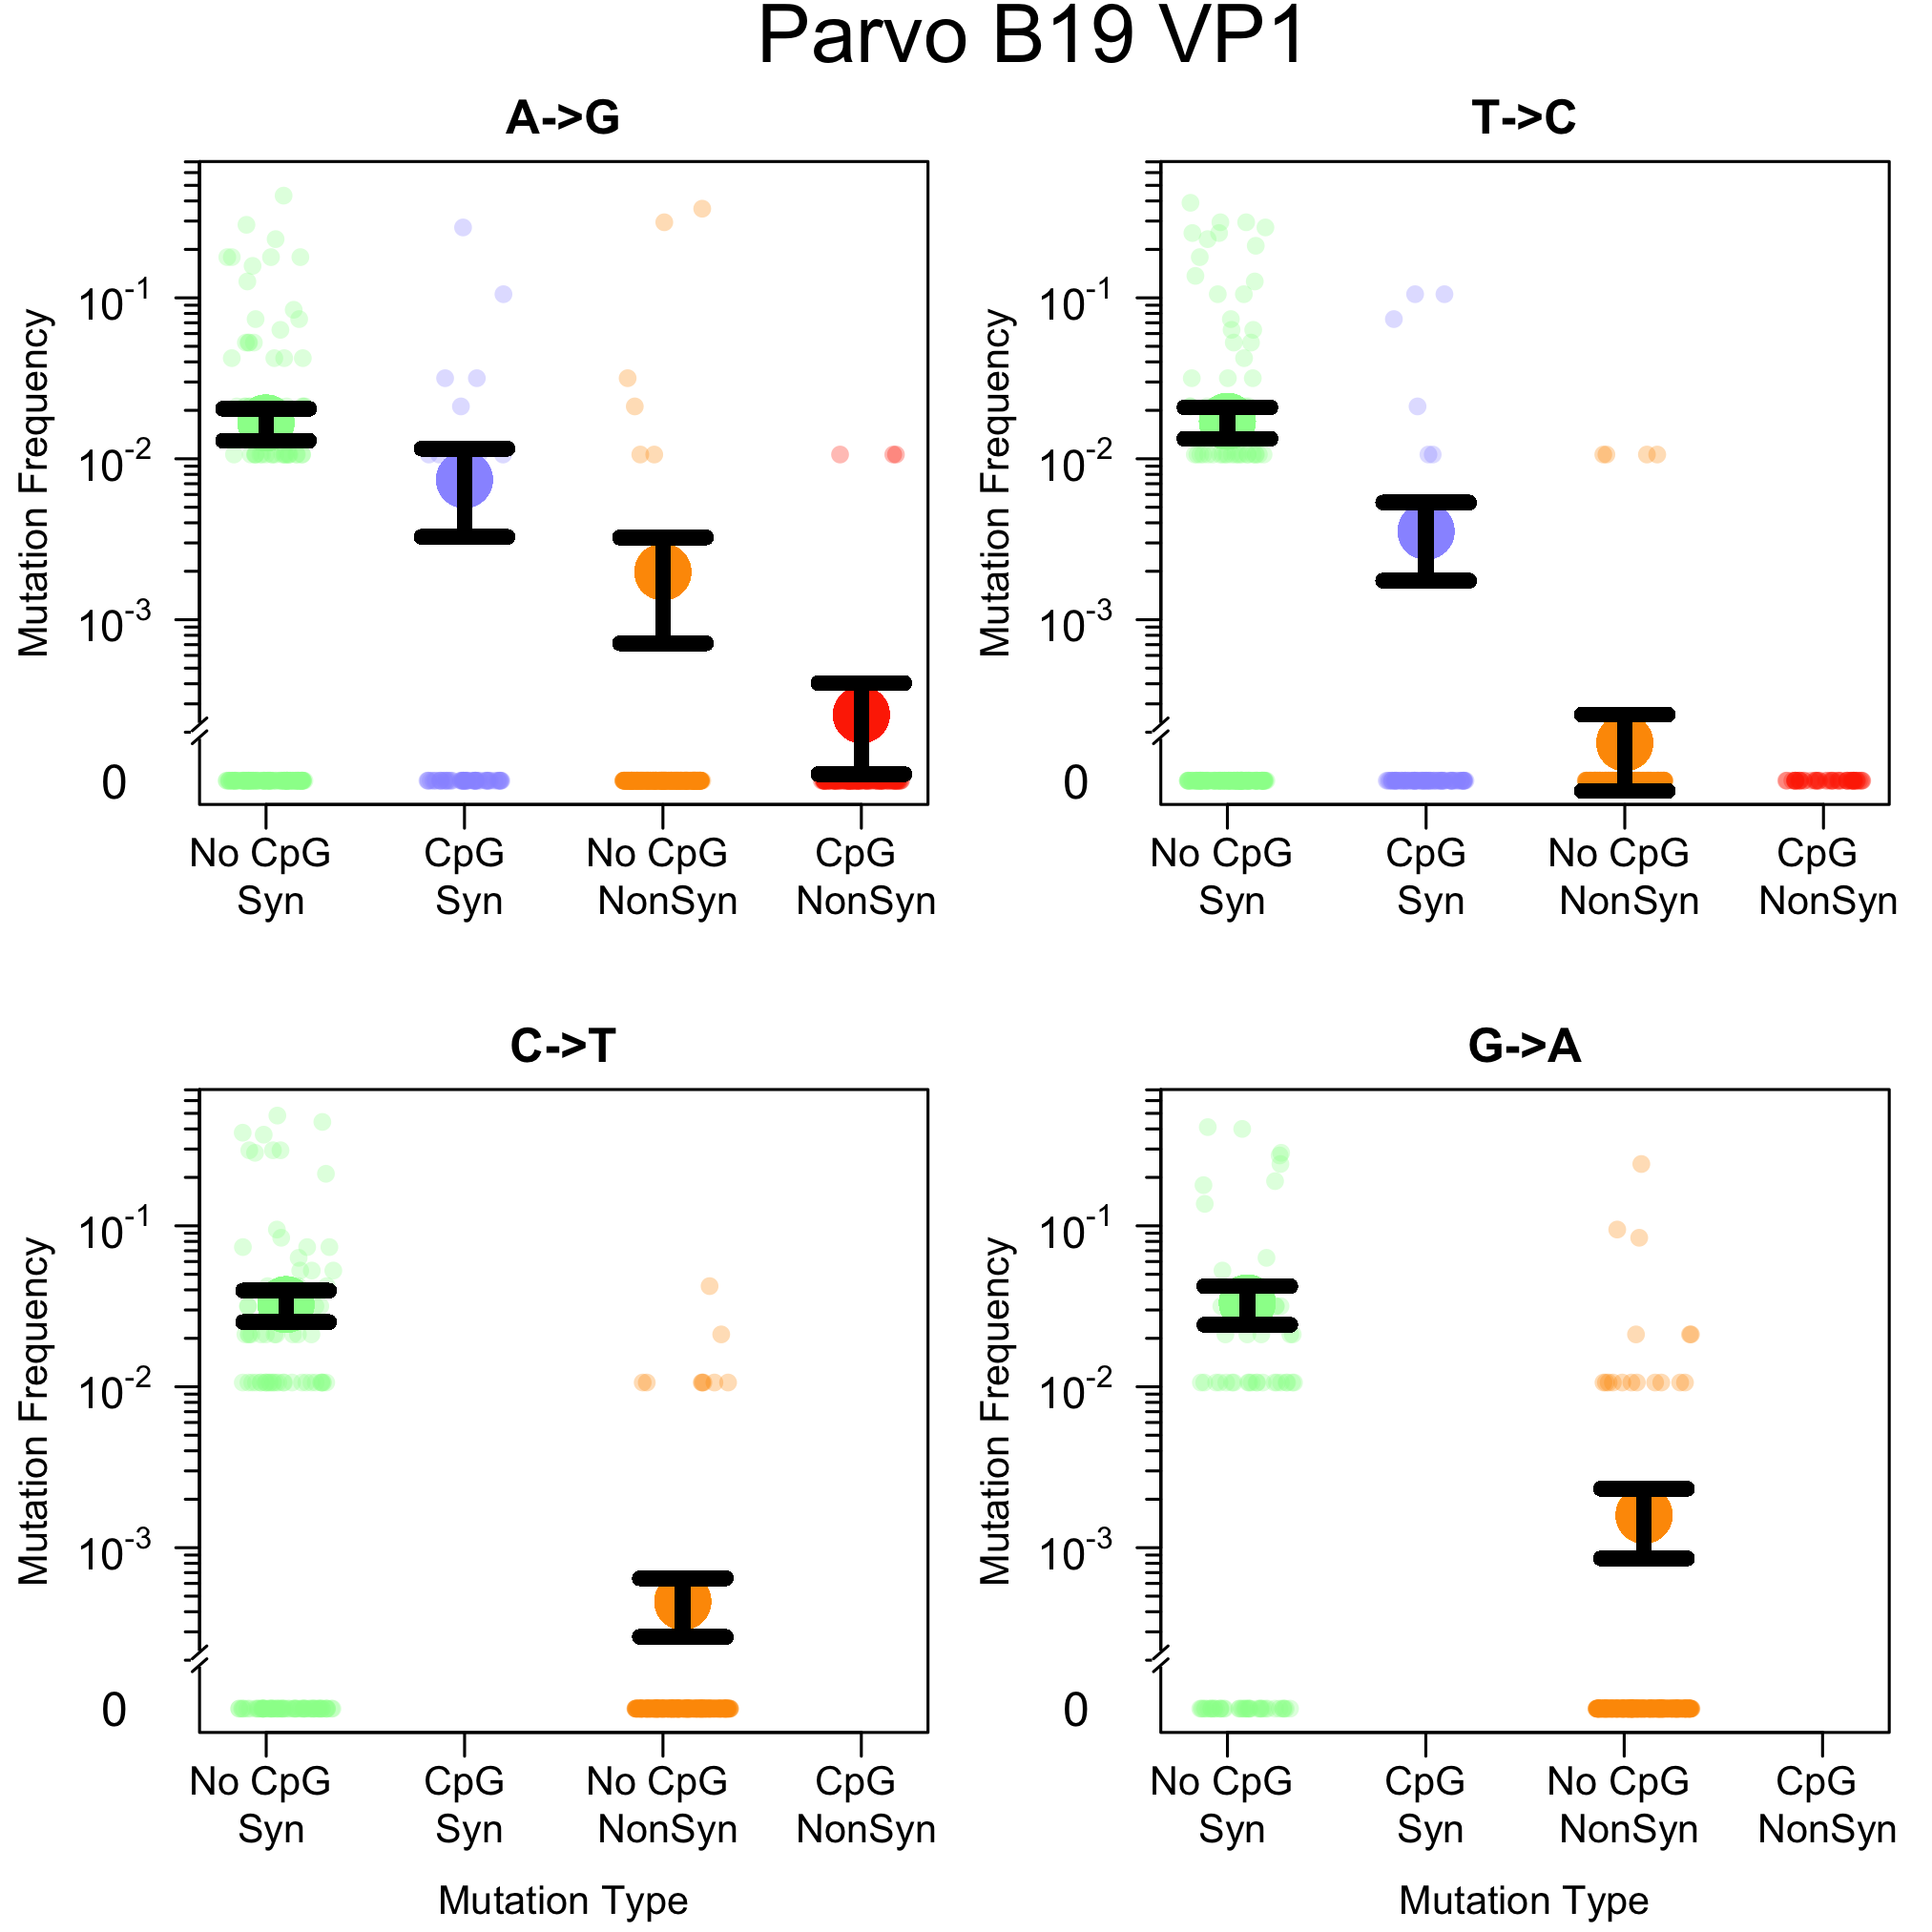 Parvo B19 VP1
A->G
Mutation Frequency
10-1
10-2
10-3
0
No CpG CpG No CpG CpG
Syn Syn NonSyn NonSyn
T->C
Mutation Frequency
10-1
10-2
10-3
0
No CpG CpG No CpG CpG
Syn Syn NonSyn NonSyn
C->T
Mutation Frequency
10-1
10-2
10-3
0
No CpG CpG No CpG CpG
Syn Syn NonSyn NonSyn
Mutation Type
G->A
Mutation Frequency
10-1
10-2
10-3
0
No CpG CpG No CpG CpG
Syn Syn NonSyn NonSyn
Mutation Type